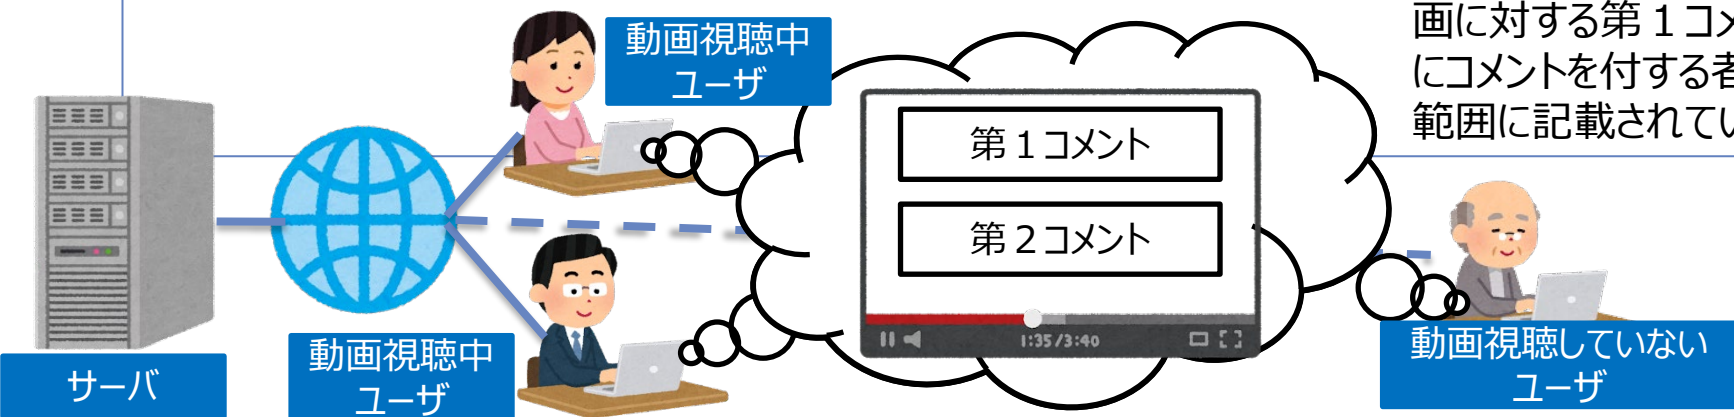 画に対する第１コメ
にコメントを付する者
範囲に記載されてい
動画視聴中
ユーザ
第１コメント
第２コメント
1:35/3:40
サーバ
動画視聴中
ユーザ
動画視聴していない
ユーザ